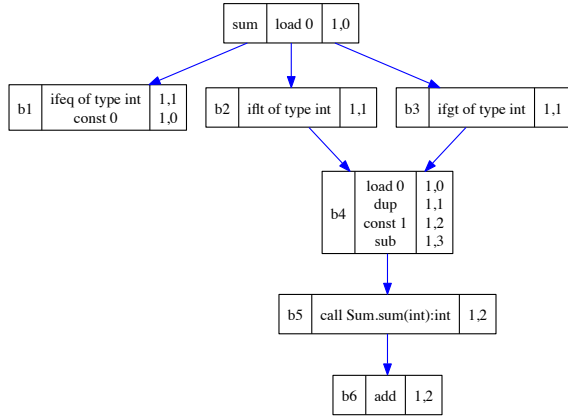 sum load 0 1,0
b1 ifeq of type int 1,1
const 0 1,0
b2 iflt of type int 1,1
b3 ifgt of type int 1,1
b4 load 0 1,0
dup 1,1
const 1 1,2
sub 1,3
b5 call Sum.sum(int):int 1,2
b6 add 1,2